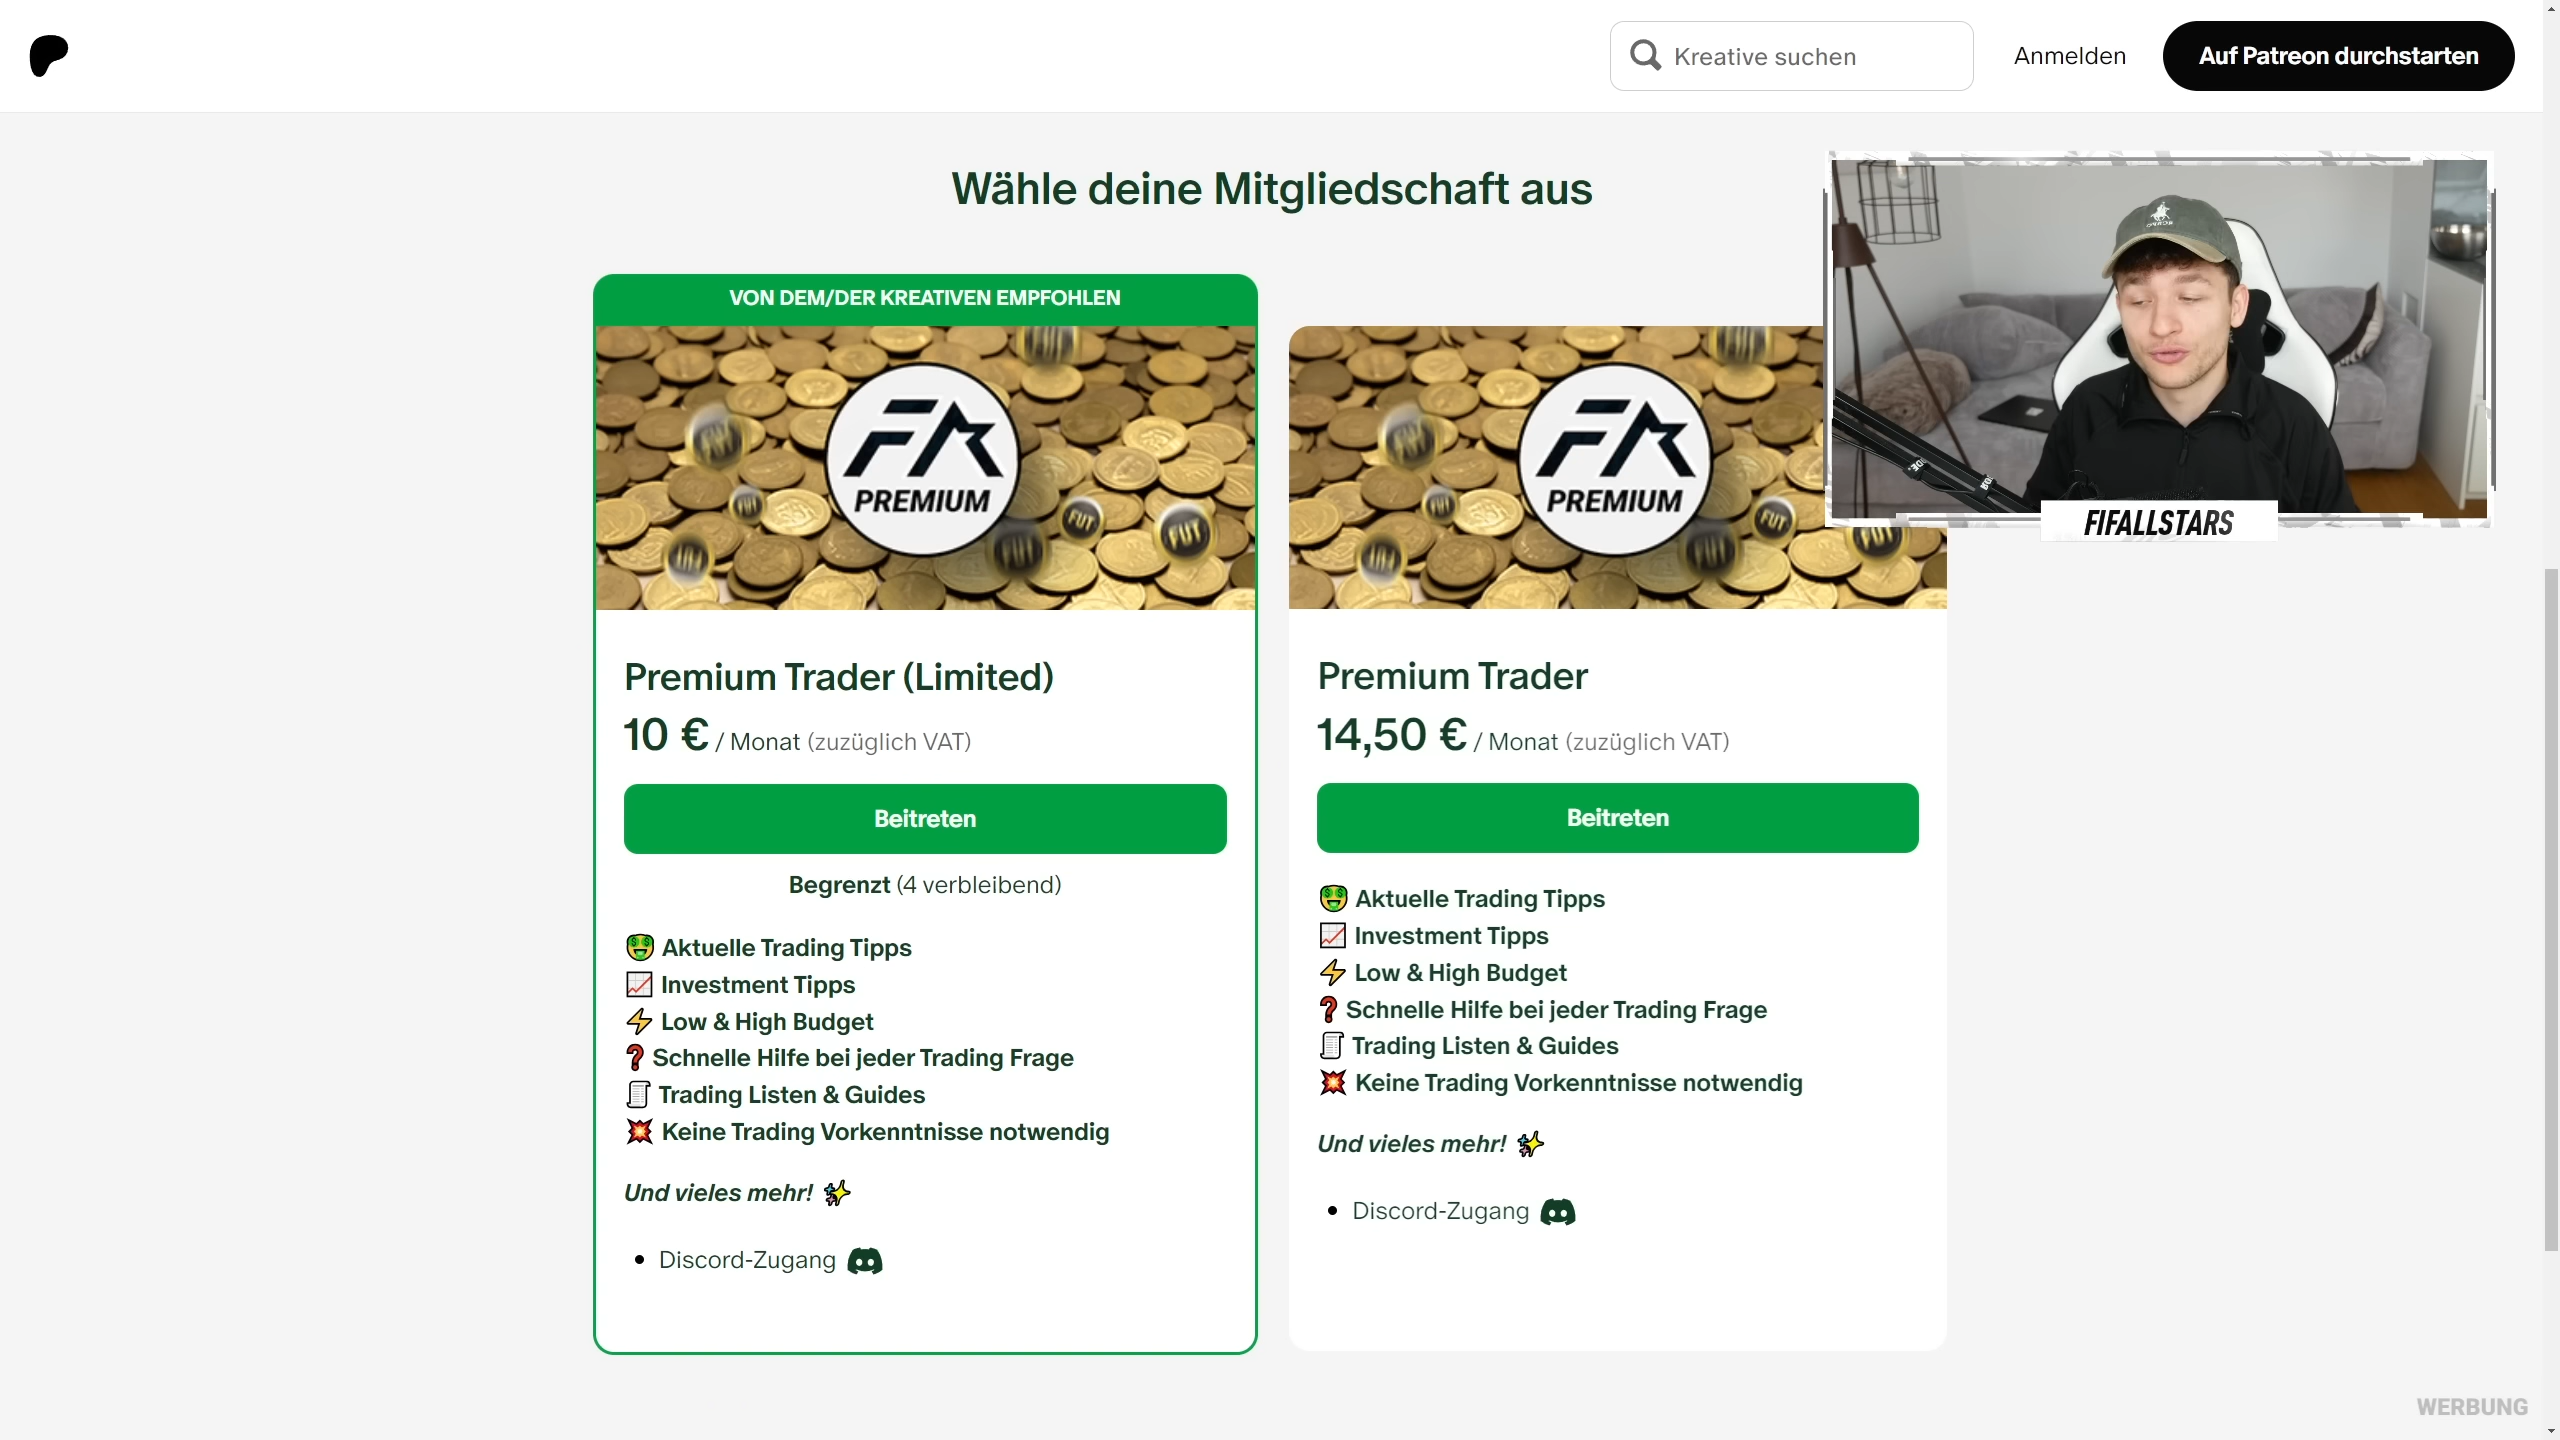 Kreative suchen
Anmelden
Auf Patreon durchstarten
Wähle deine Mitgliedschaft aus
VON DEM/DER KREATIVEN EMPFOHLEN
FUT
FUT
PREMIUM
Premium Trader (Limited)
10 € / Monat (zuzüglich VAT)
Beitreten
Begrenzt (4 verbleibend)
🤑 Aktuelle Trading Tipps
📈 Investment Tipps
⚡ Low & High Budget
❓ Schnelle Hilfe bei jeder Trading Frage
📜 Trading Listen & Guides
💥 Keine Trading Vorkenntnisse notwendig
Und vieles mehr! ✨
• Discord-Zugang
PREMIUM
FUT
Premium Trader
14,50 € / Monat (zuzüglich VAT)
Beitreten
🤑 Aktuelle Trading Tipps
📈 Investment Tipps
⚡ Low & High Budget
❓ Schnelle Hilfe bei jeder Trading Frage
📜 Trading Listen & Guides
💥 Keine Trading Vorkenntnisse notwendig
Und vieles mehr! ✨
• Discord-Zugang
FIFALLSTARS
WERBUNG